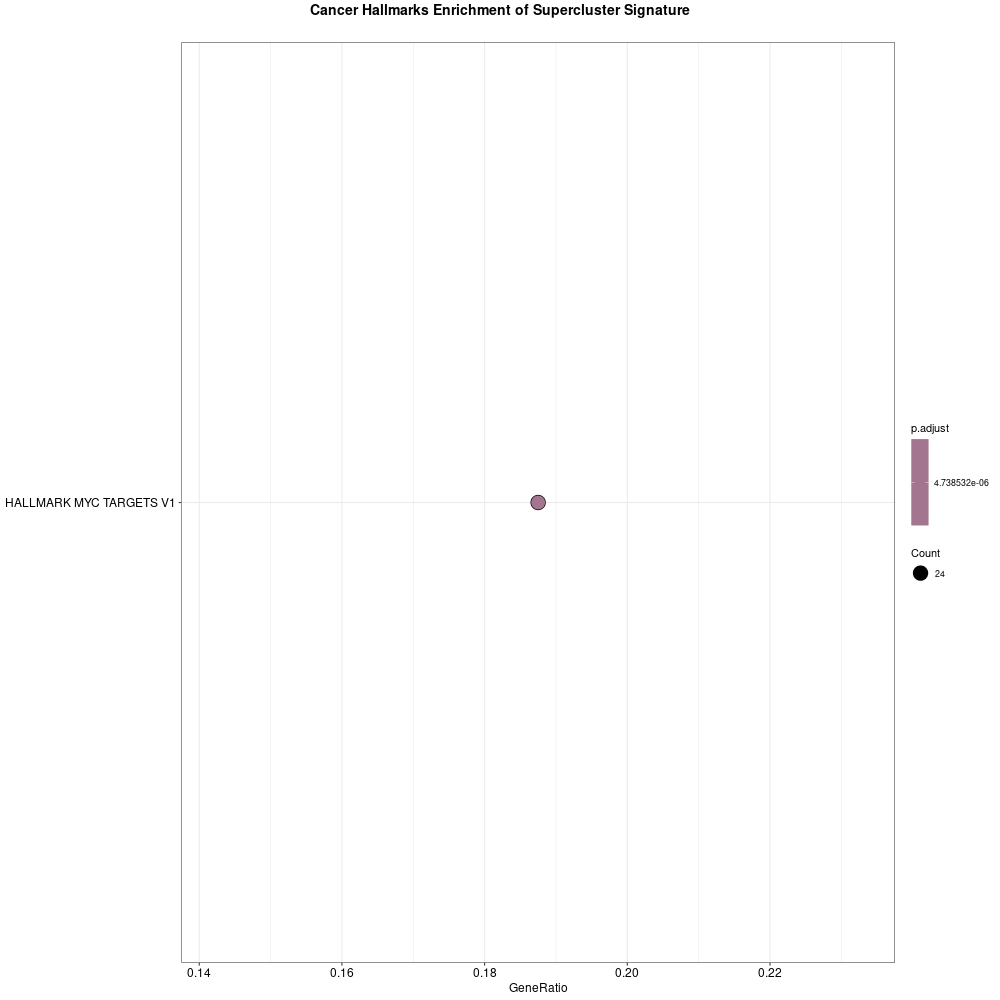 Cancer Hallmarks Enrichment of Supercluster Signature
HALLMARK MYC TARGETS V1
p.adjust
4.738532e-06
Count
24
0.14 0.16 0.18 0.20 0.22
GeneRatio